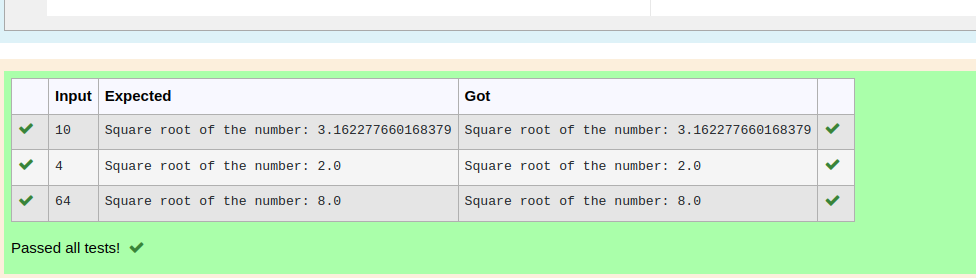 Input Expected Got
10 Square root of the number: 3.162277660168379 Square root of the number: 3.162277660168379
4 Square root of the number: 2.0 Square root of the number: 2.0
64 Square root of the number: 8.0 Square root of the number: 8.0
Passed all tests!